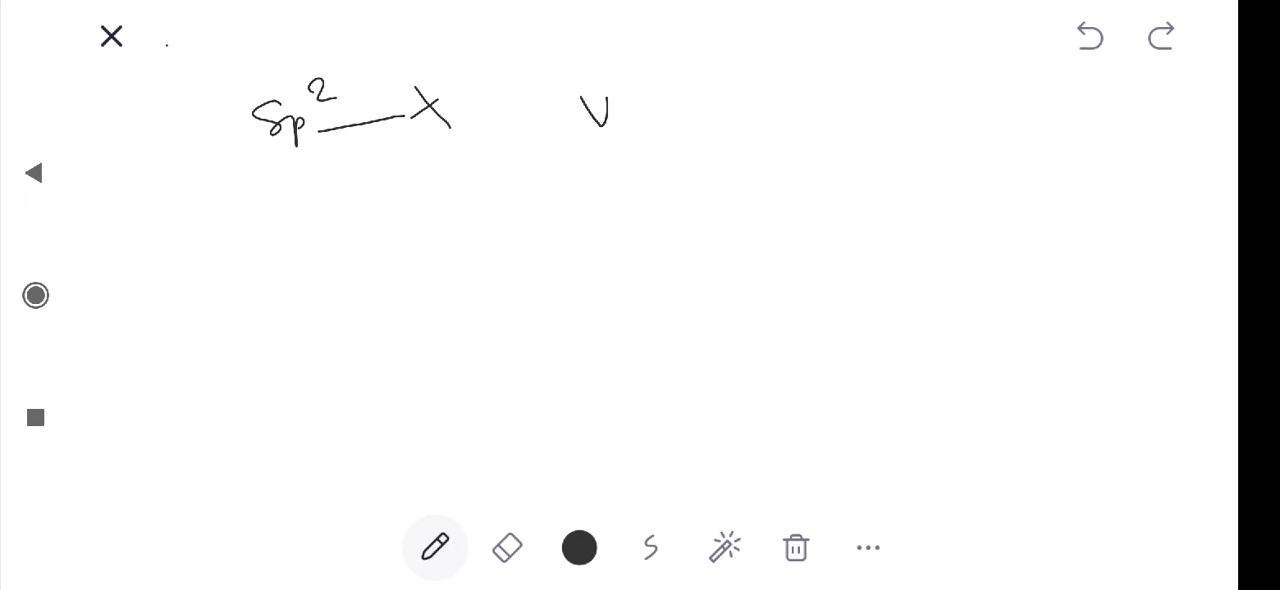 Sp² — X V